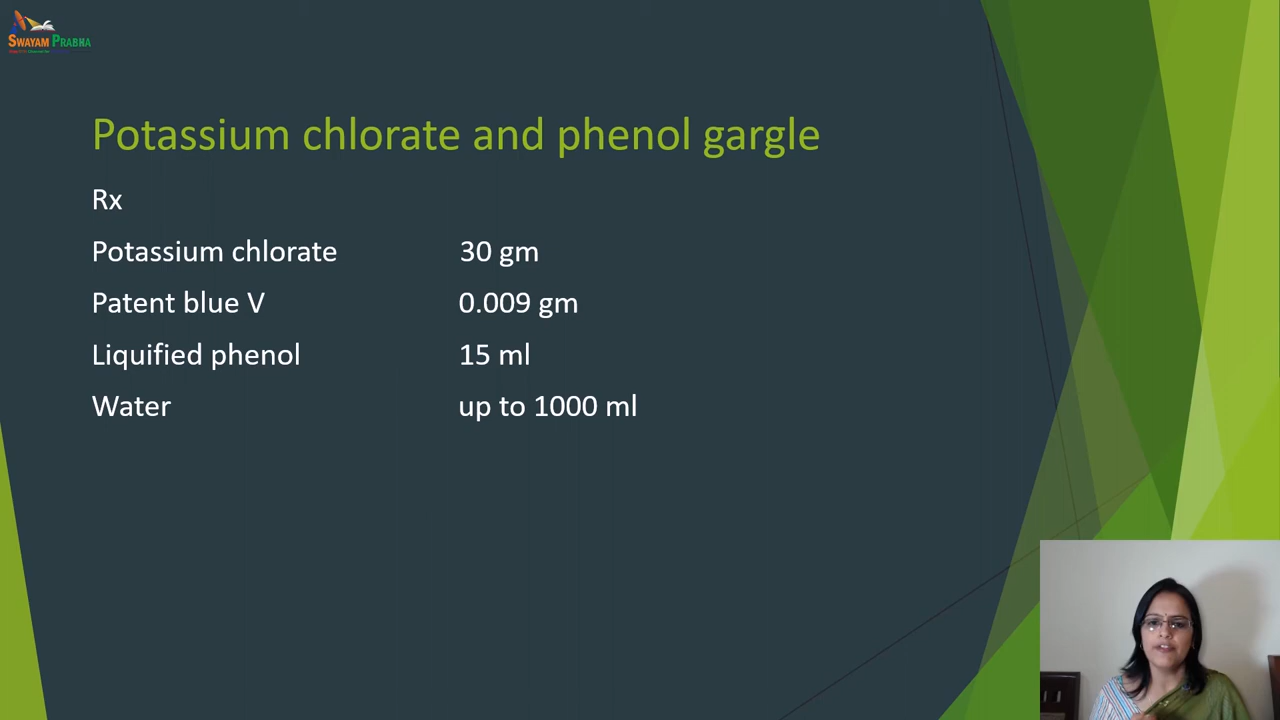 SWAYAM PRABHA
Potassium chlorate and phenol gargle
Rx
Potassium chlorate 30 gm
Patent blue V 0.009 gm
Liquified phenol 15 ml
Water up to 1000 ml